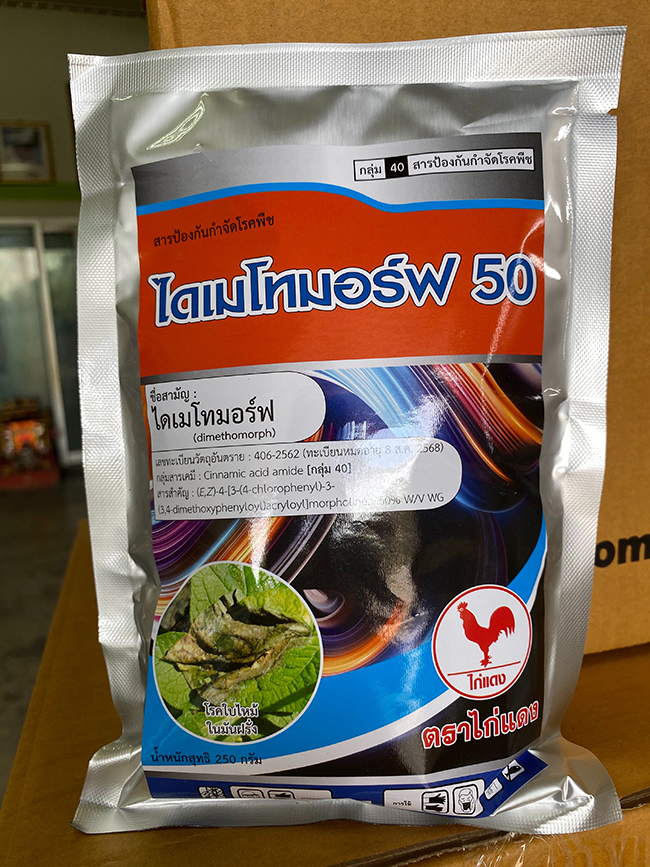 กลุ่ม 40 สารป้องกันกำจัดโรคพืช
สารป้องกันกำจัดโรคพืช
ไดเมโทมอร์ฟ 50
ชื่อสามัญ :
ไดเมโทมอร์ฟ
(dimethomorph)
เลขทะเบียนวัตถุอันตราย : 406-2562 (ทะเบียนหมดอายุ 8 ส.ค. 2568)
กลุ่มสารเคมี : Cinnamic acid amide [กลุ่ม 40]
สารสำคัญ : (E,Z)-4-[3-(4-chlorophenyl)-3-
(3,4-dimethoxyphenyloyl)acryloyl]morpholine 50% W/V WG
om
ไก่แดง
โรคใบไหม้
ในมันฝรั่ง
ตราไก่แดง
น้ำหนักสุทธิ 250 กรัม
การใช้